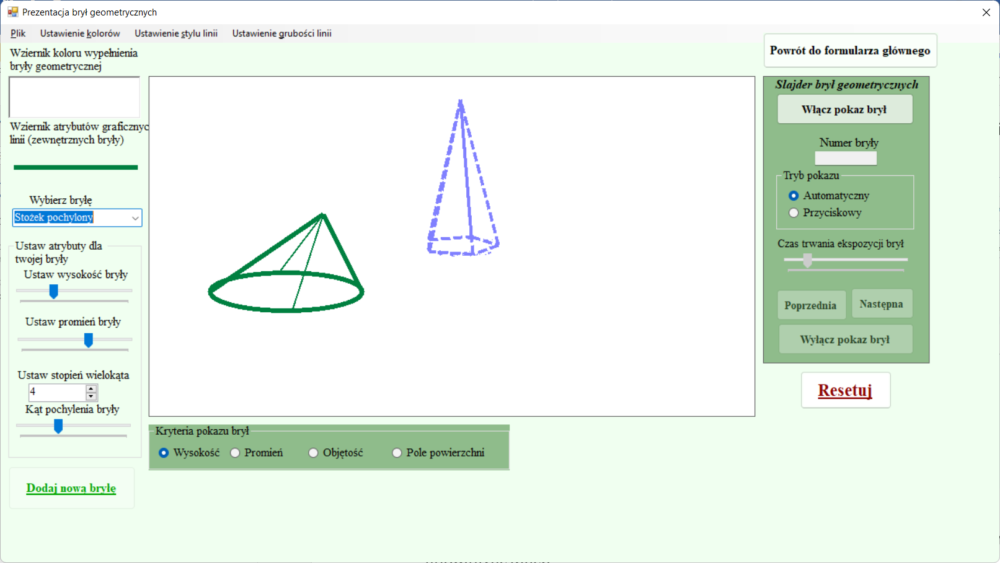 Prezentacja brył geometrycznych
Plik Ustawienie kolorów Ustawienie stylu linii Ustawienie grubości linii
Powrót do formularza głównego
Wziernik koloru wypełnienia
bryły geometrycznej
Wziernik atrybutów graficznyc
linii (zewnętrznych bryły)
Wybierz bryłę
Stożek pochylony
Ustaw atrybuty dla
twojej bryły
Ustaw wysokość bryły
Ustaw promień bryły
Ustaw stopień wielokąta
4
Kąt pochylenia bryły
Dodaj nową bryłę
Kryteria pokazu brył
Wysokość Promień Objętość Pole powierzchni
Slajder brył geometrycznych
Włącz pokaz brył
Numer bryły
Tryb pokazu
Automatyczny
Przyciskowy
Czas trwania ekspozycji brył
Poprzednia Następna
Wyłącz pokaz brył
Resetuj